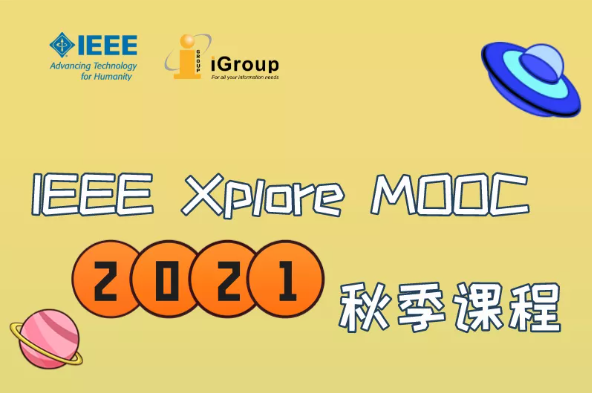 IEEE
Advancing Technology
for Humanity
GROUP
iGroup
For all your information needs
IEEE Xplore MOOC
2021
秋季课程